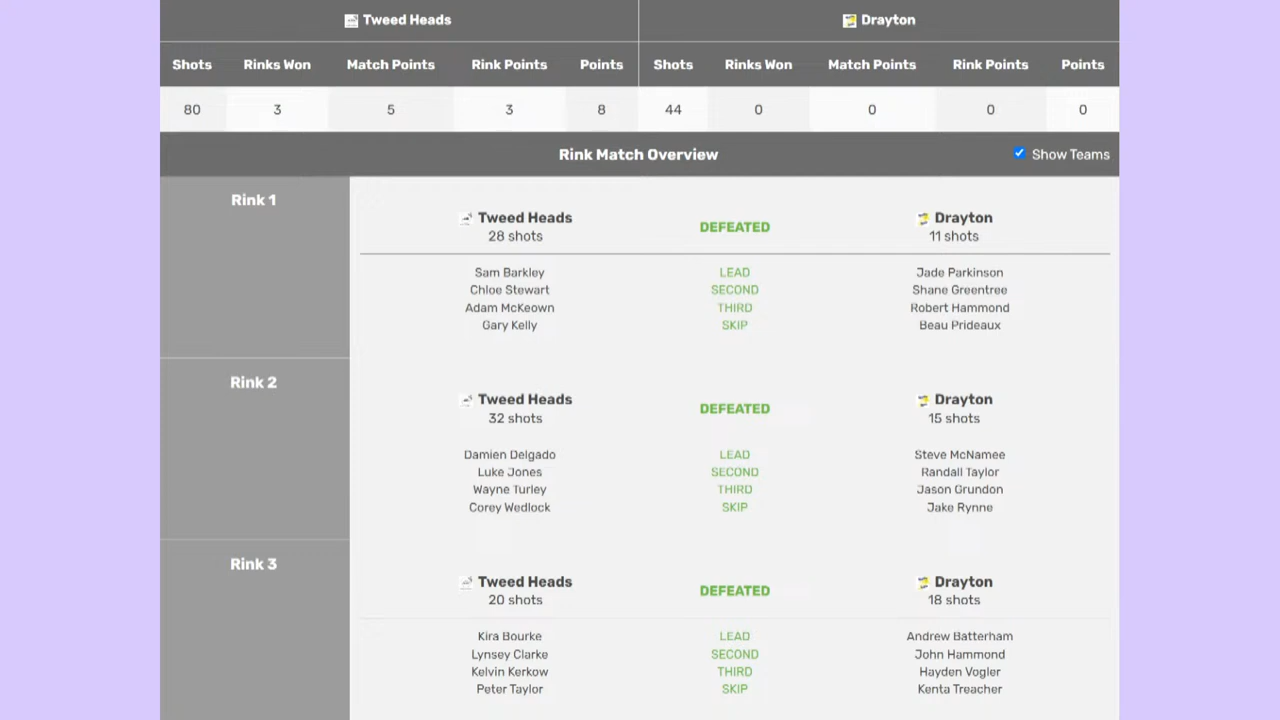 Tweed Heads Drayton
Shots Rinks Won Match Points Rink Points Points Shots Rinks Won Match Points Rink Points Points
80 3 5 3 8 44 0 0 0 0
Rink Match Overview Show Teams
Rink 1
Tweed Heads DEFEATED Drayton
28 shots 11 shots
Sam Barkley LEAD Jade Parkinson
Chloe Stewart SECOND Shane Greentree
Adam McKeown THIRD Robert Hammond
Gary Kelly SKIP Beau Prideaux
Rink 2
Tweed Heads DEFEATED Drayton
32 shots 15 shots
Damien Delgado LEAD Steve McNamee
Luke Jones SECOND Randall Taylor
Wayne Turley THIRD Jason Grundon
Corey Wedlock SKIP Jake Rynne
Rink 3
Tweed Heads DEFEATED Drayton
20 shots 18 shots
Kira Bourke LEAD Andrew Batterham
Lynsey Clarke SECOND John Hammond
Kelvin Kerkow THIRD Hayden Vogler
Peter Taylor SKIP Kenta Treacher